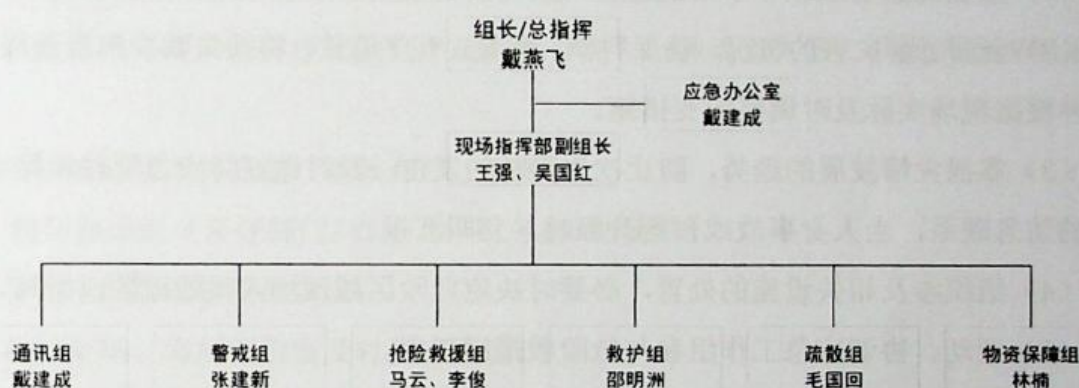 组长/总指挥
戴燕飞
应急办公室
戴建成
现场指挥部副组长
王强、吴国红
通讯组
戴建成
警戒组
张建新
抢险救援组
马云、李俊
救护组
邵明洲
疏散组
毛国回
物资保障组
林楠